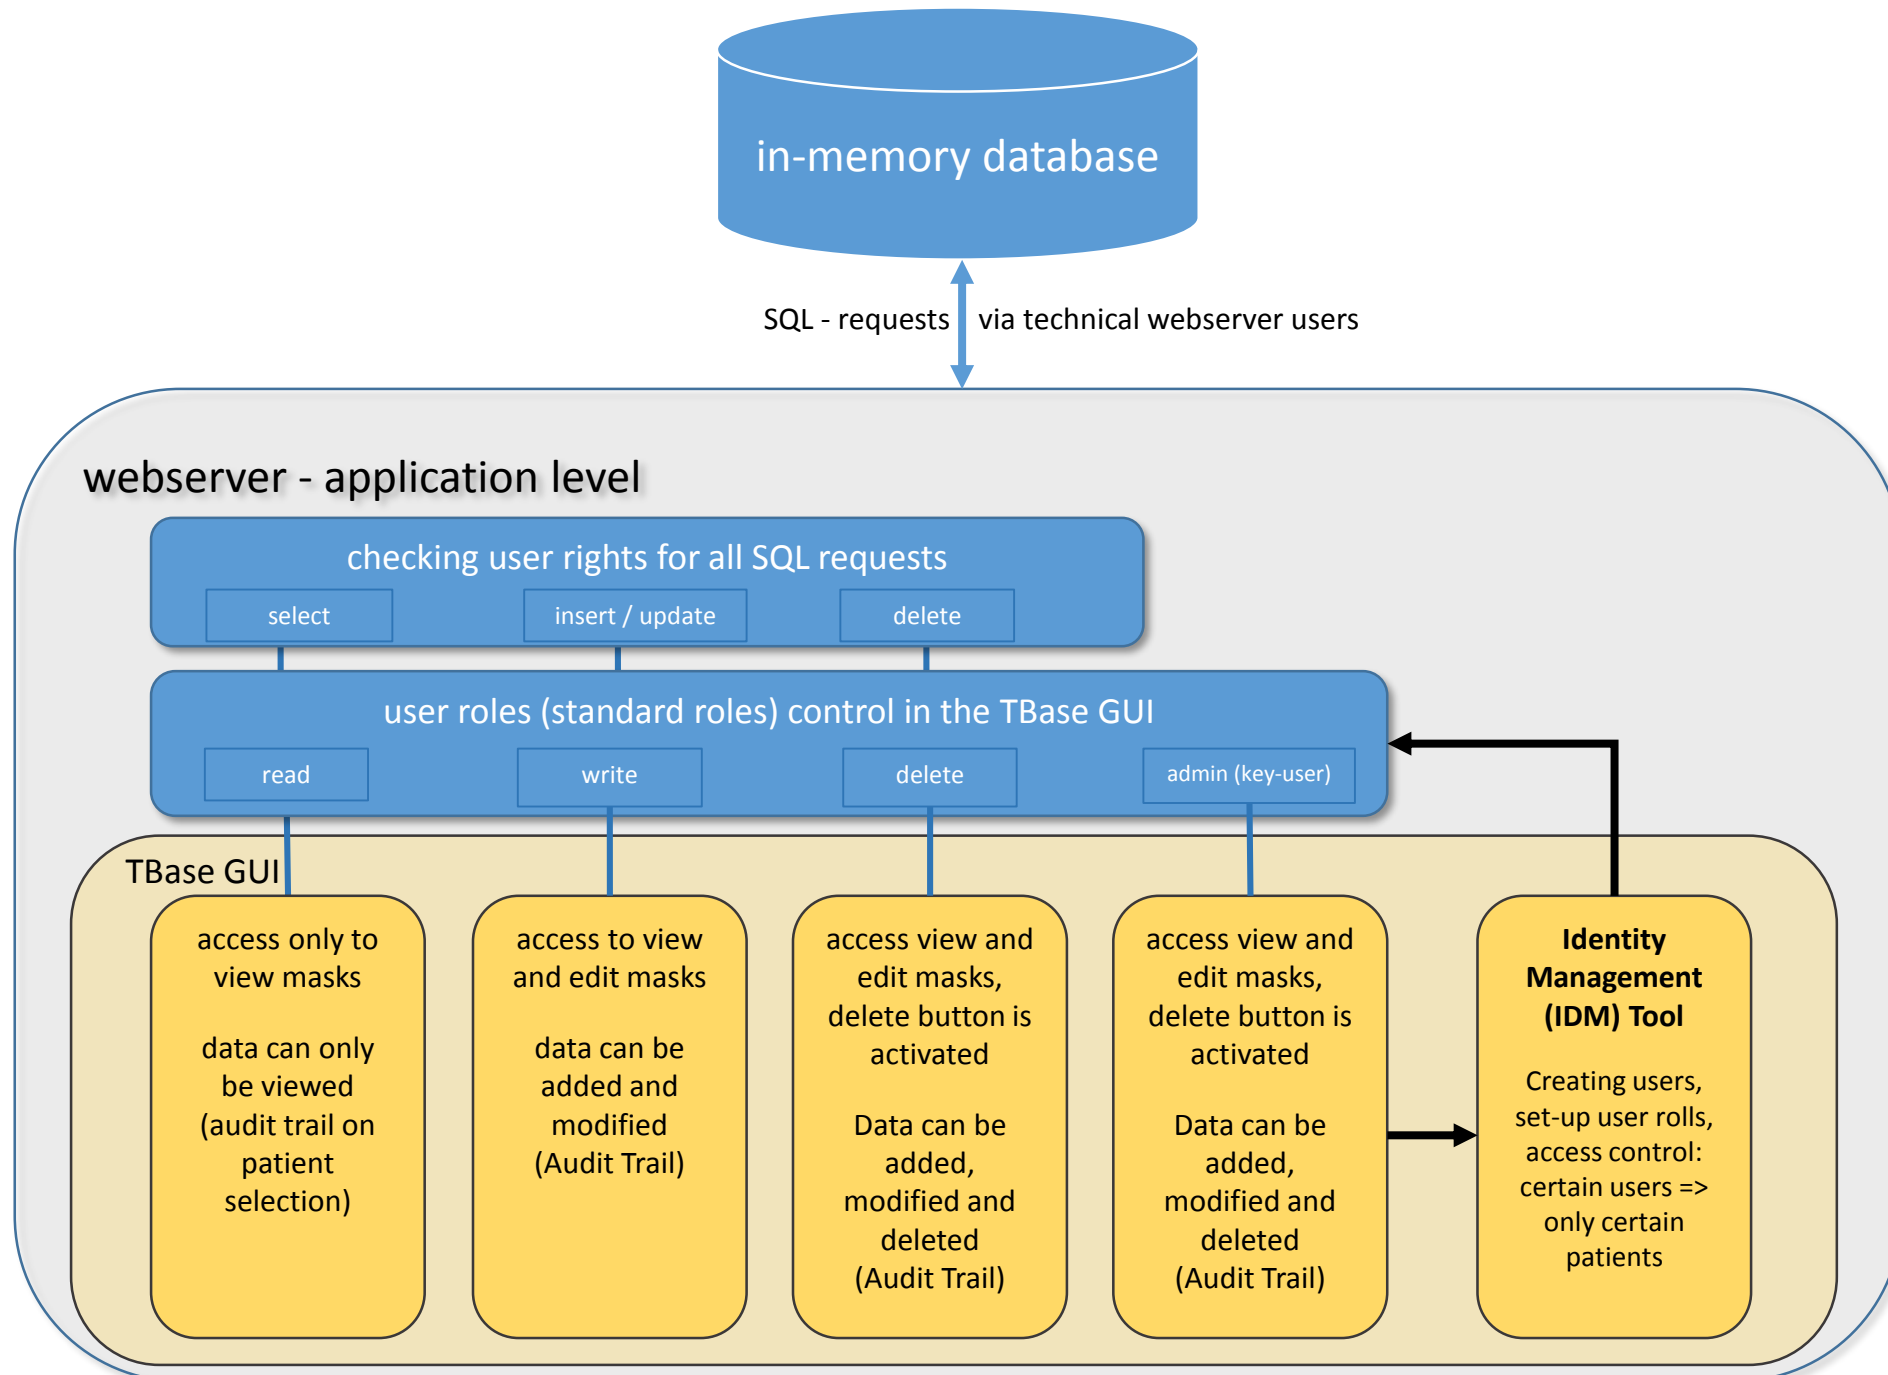 in-memory database
SQL - requests via technical webserver users
webserver - application level
checking user rights for all SQL requests
select
insert / update
delete
user roles (standard roles) control in the TBase GUI
read
write
delete
admin (key-user)
TBase GUI
access only to
view masks
data can only
be viewed
(audit trail on
patient
selection)
access to view
and edit masks
data can be
added and
modified
(Audit Trail)
access view and
edit masks,
delete button is
activated
Data can be
added,
modified and
deleted
(Audit Trail)
access view and
edit masks,
delete button is
activated
Data can be
added,
modified and
deleted
(Audit Trail)
Identity
Management
(IDM) Tool
Creating users,
set-up user rolls,
access control:
certain users =>
only certain
patients